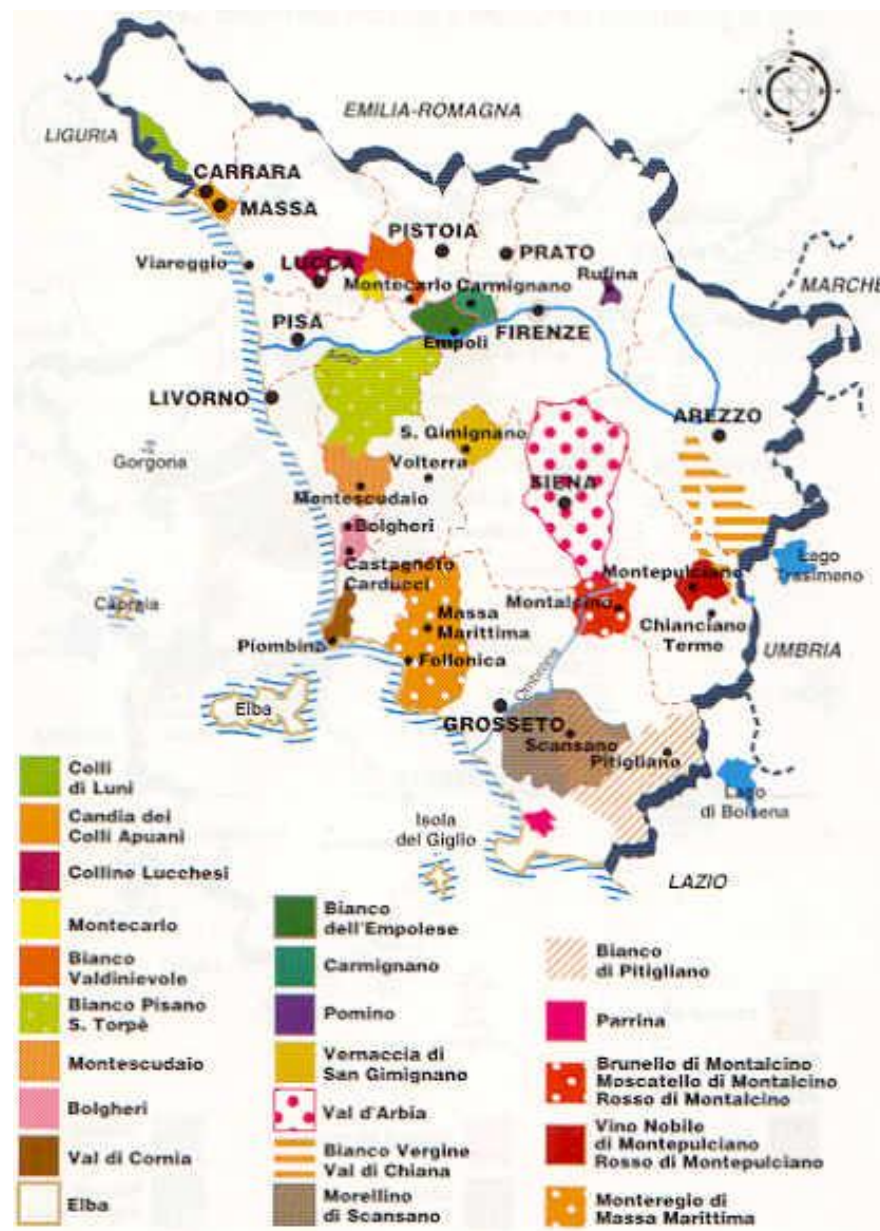 EMILIA-ROMAGNA
LIGURIA
CARRARA
MASSA
PISTOIA
PRATO
Viareggio
LUCCA
Rufina
MARCHE
Montecarlo
Carmignano
PISA
FIRENZE
Empoli
Arno
LIVORNO
AREZZO
S. Gimignano
Gorgona
Volterra
SIENA
Montescudaio
Bolgheri
Lago
Trasimeno
Castagneto
Carducci
Montepulciano
Capraia
Montalcino
Massa
Marittima
Chianciano
Terme
Piombino
UMBRIA
Follonica
Ombrone
Elba
GROSSETO
Scansano
Pitigliano
Lago
di Bolsena
Isola
del Giglio
LAZIO
Colli
di Luni
Candia dei
Colli Apuani
Colline Lucchesi
Montecarlo
Bianco
Valdinievole
Bianco Pisano
S. Torpè
Montescudaio
Bolgheri
Val di Cornia
Elba
Bianco
dell'Empolese
Carmignano
Pomino
Vernaccia di
San Gimignano
Val d'Arbia
Bianco Vergine
Val di Chiana
Morellino
di Scansano
Bianco
di Pitigliano
Parrina
Brunello di Montalcino
Moscatello di Montalcino
Rosso di Montalcino
Vino Nobile
di Montepulciano
Rosso di Montepulciano
Monteregio di
Massa Marittima